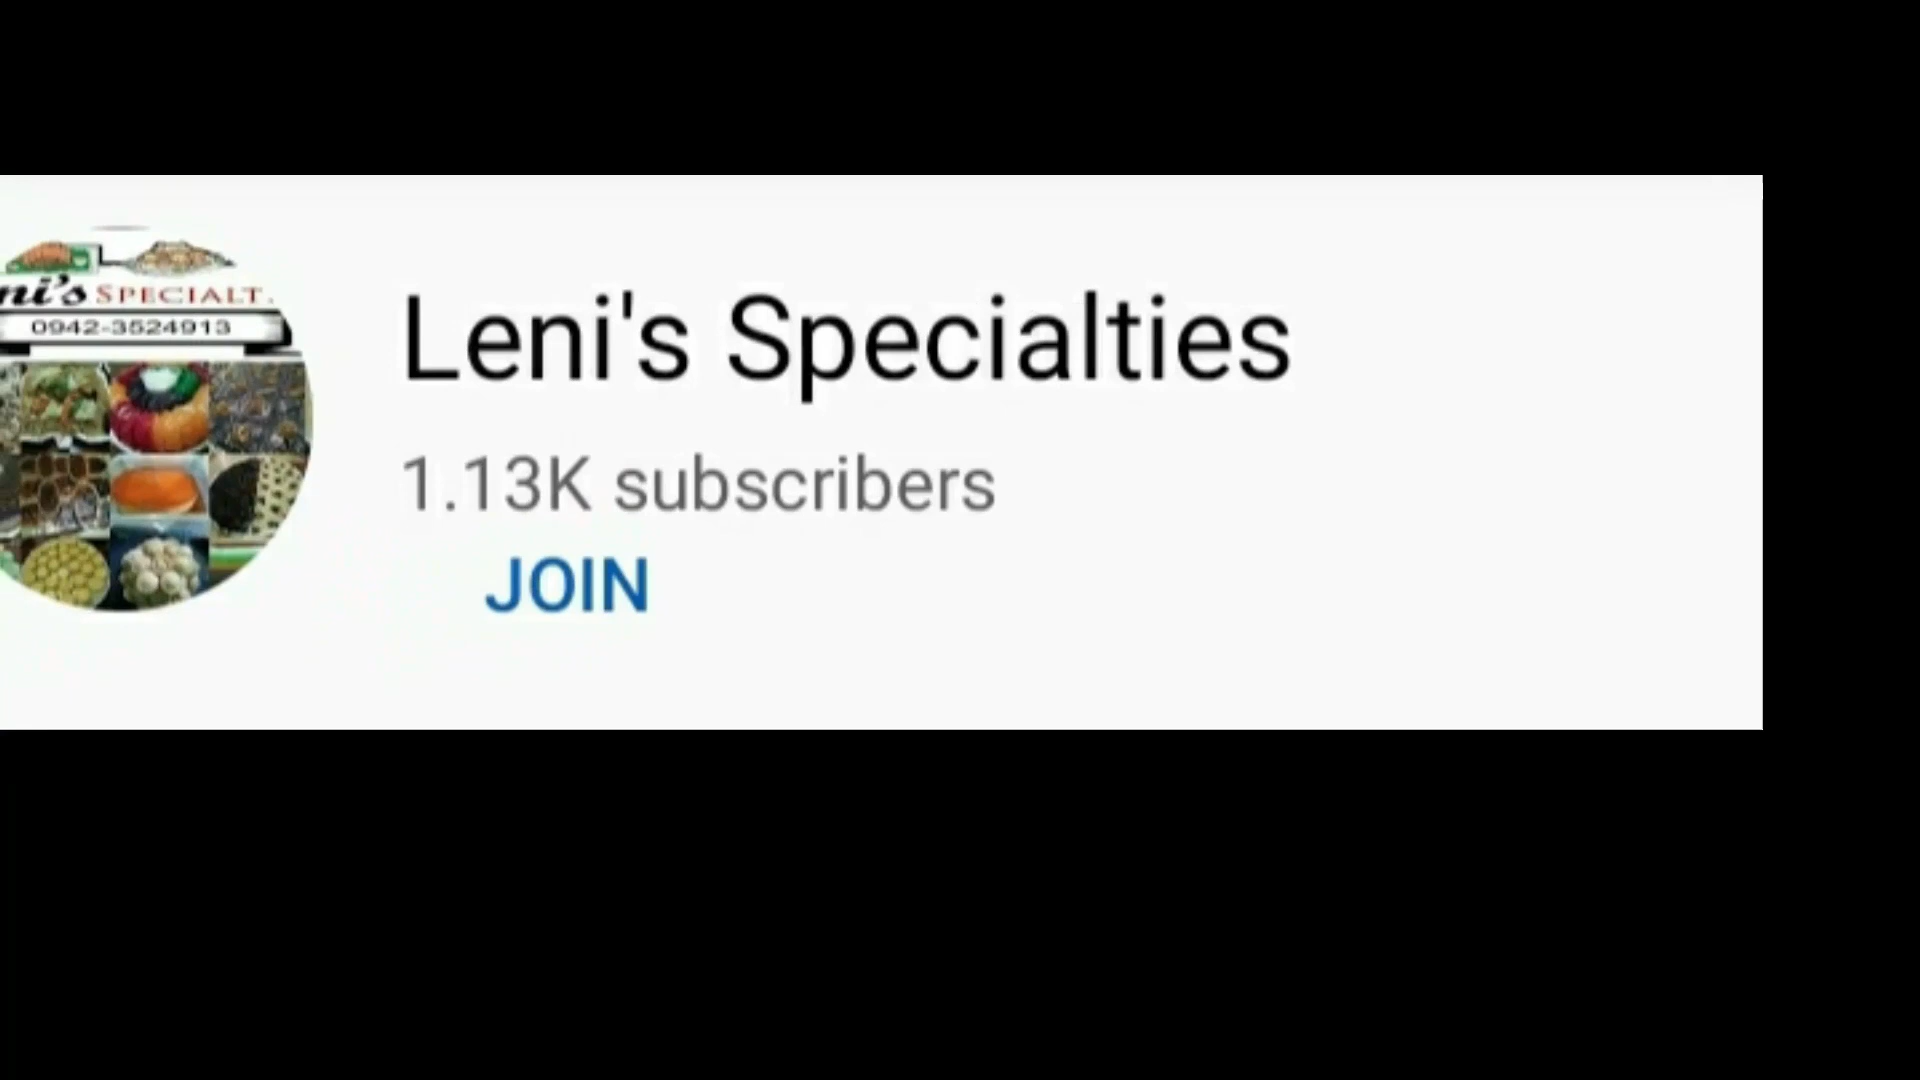 ni's SPECIALT.
0942-3524913
Leni's Specialties
1.13K subscribers
JOIN